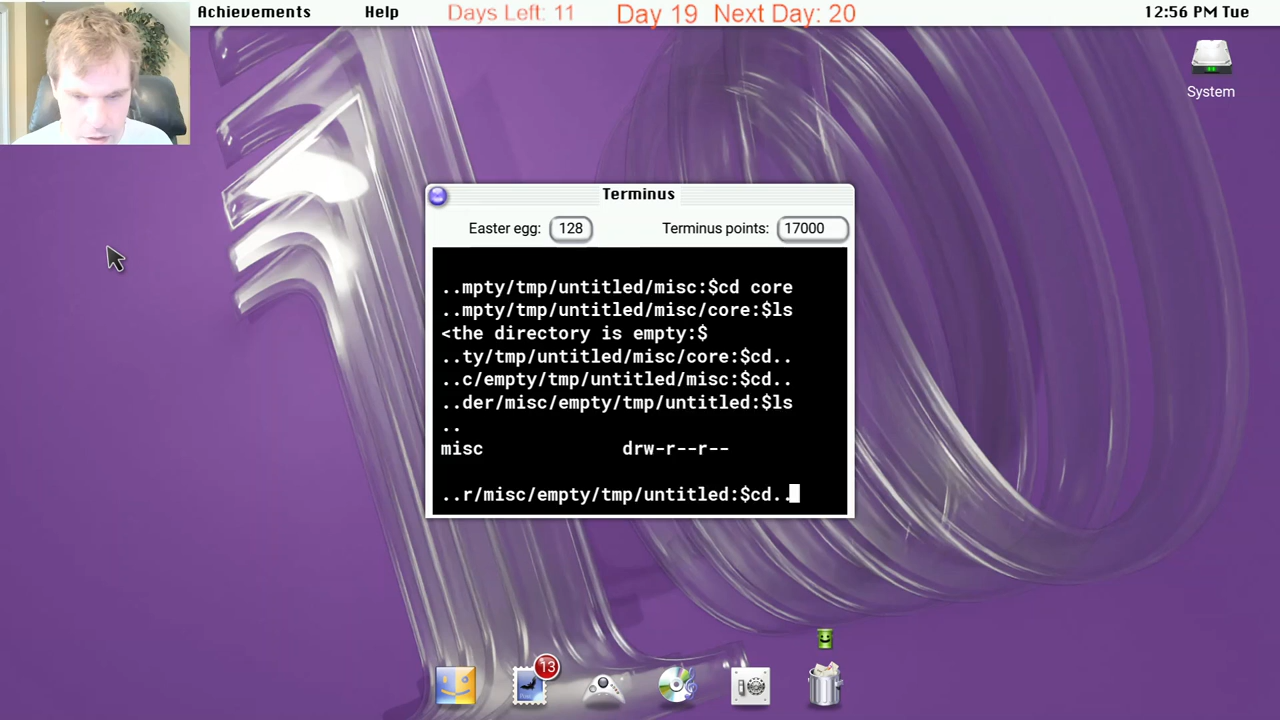 Achievements Help Days Left: 11 Day 19 Next Day: 20 12:56 PM Tue
System
Terminus
Easter egg: 128 Terminus points: 17000
..mpty/tmp/untitled/misc:$cd core
..mpty/tmp/untitled/misc/core:$ls
<the directory is empty:$
..ty/tmp/untitled/misc/core:$cd..
..c/empty/tmp/untitled/misc:$cd..
..der/misc/empty/tmp/untitled:$ls
..
misc drw-r--r--
..r/misc/empty/tmp/untitled:$cd..
13